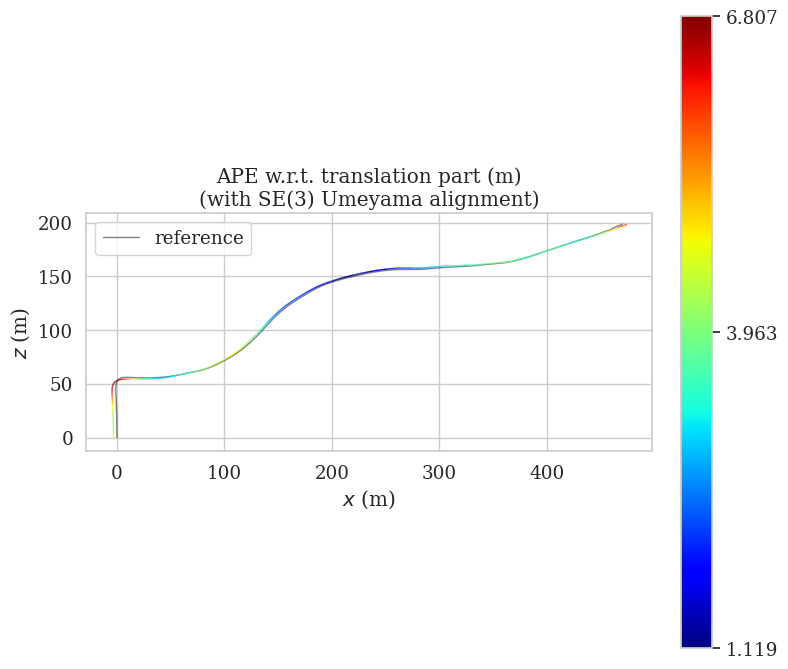 APE w.r.t. translation part (m)
(with SE(3) Umeyama alignment)
reference
200
150
100
50
0
z (m)
0
100
200
300
400
x (m)
6.807
3.963
1.119